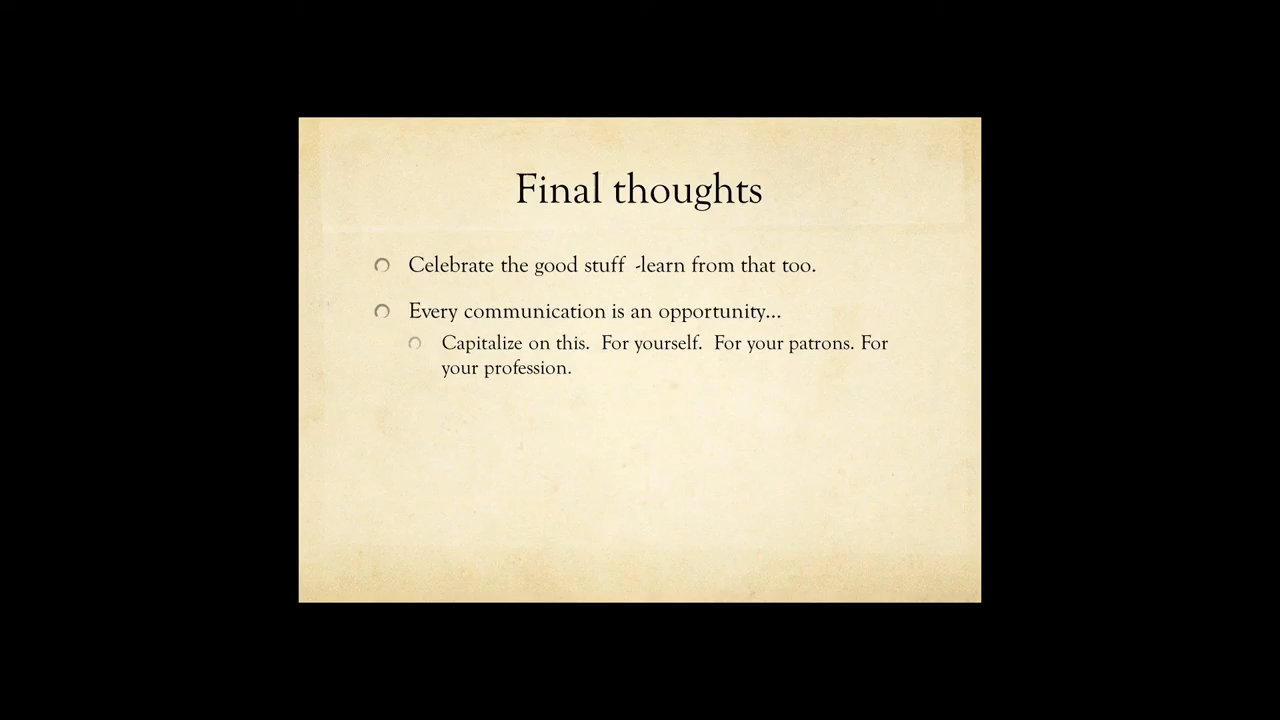 Final thoughts
Celebrate the good stuff -learn from that too.
Every communication is an opportunity...
Capitalize on this. For yourself. For your patrons. For
your profession.